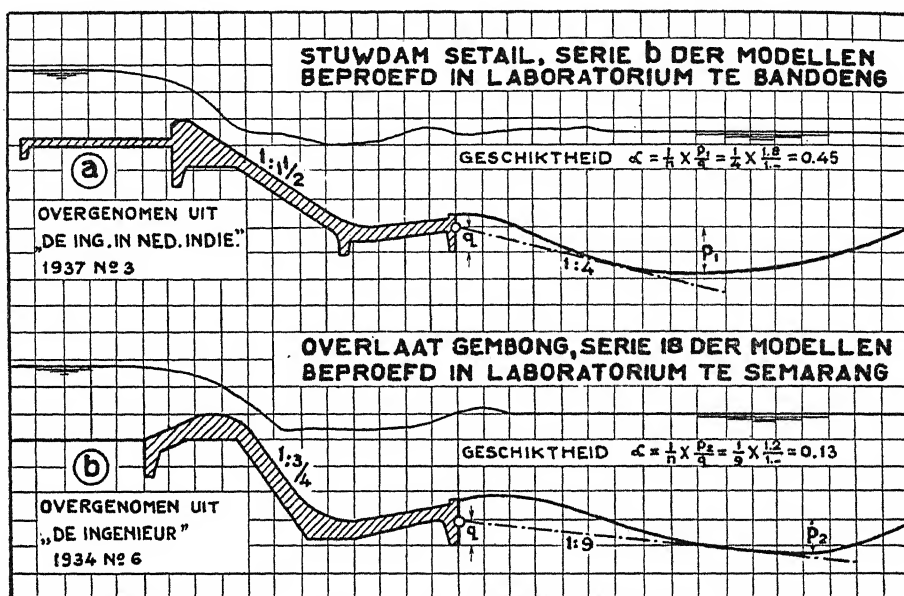 STUWDAM SETAIL, SERIE b DER MODELLEN
BEPROEFD IN LABORATORIUM TE BANDOENG
GESCHIKTHEID α = 1/n × p₁/q = 1/4 × 1.8/1.- = 0.45
a
1:1 1/2
OVERGENOMEN UIT
„DE ING. IN NED. INDIE."
1937 Nº 3
q
1:4
P₁
OVERLAAT GEMBONG, SERIE 18 DER MODELLEN
BEPROEFD IN LABORATORIUM TE SEMARANG
GESCHIKTHEID α = 1/n × p₂/q = 1/9 × 1.2/1.- = 0.13
b
1:3/4
OVERGENOMEN UIT
„DE INGENIEUR"
1934 Nº 6
q
1:9
P₂